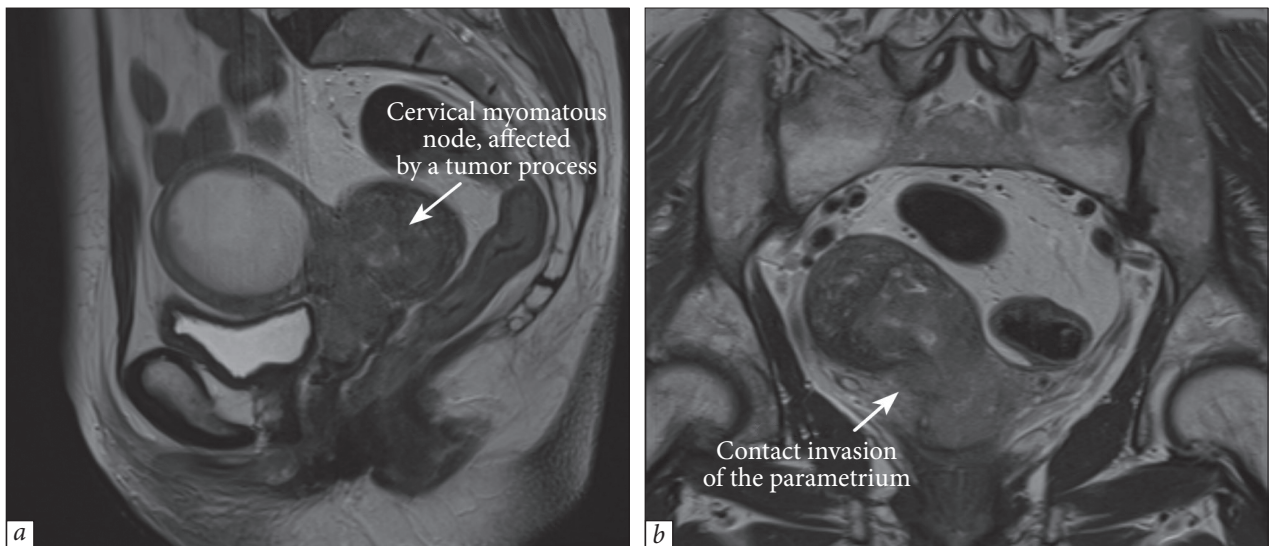 Cervical myomatous
node, affected
by a tumor process
a
Contact invasion
of the parametrium
b